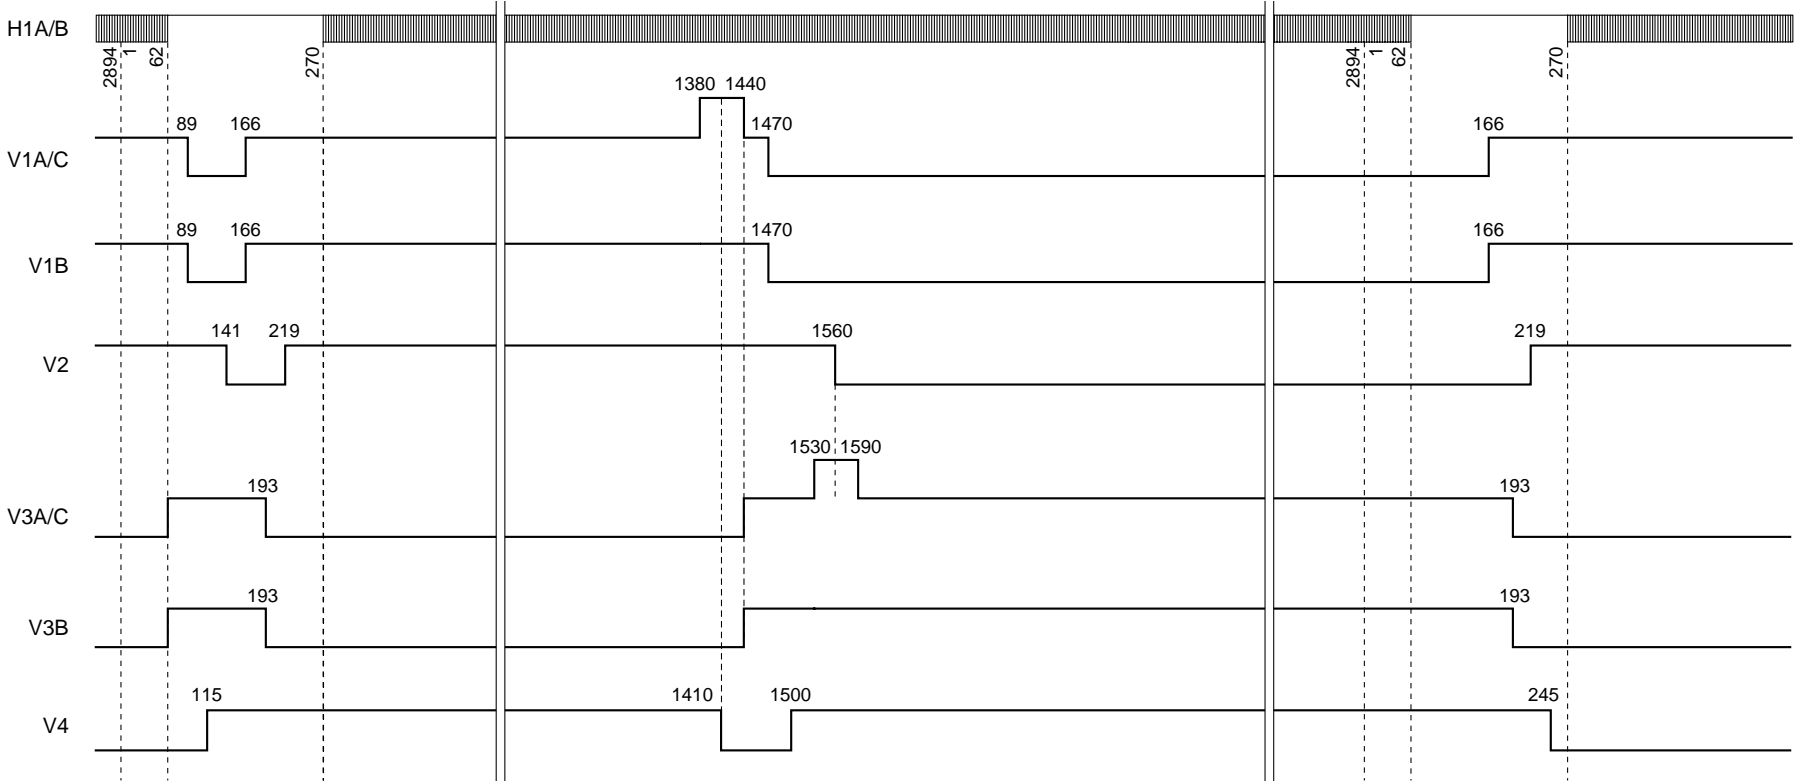 H1A/B
2894 1 62 270 2894 1 62 270
1380 1440
V1A/C 89 166 1470 166
V1B 89 166 1470 166
V2 141 219 1560 219
1530 1590
V3A/C 193 193
V3B 193 193
V4 115 1410 1500 245